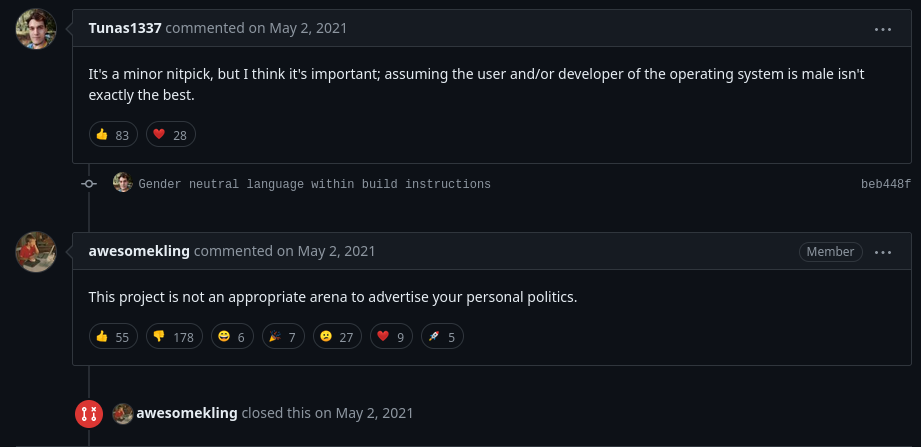 Tunas1337 commented on May 2, 2021
It's a minor nitpick, but I think it's important; assuming the user and/or developer of the operating system is male isn't
exactly the best.
👍 83 ❤️ 28
Gender neutral language within build instructions beb448f
awesomekling commented on May 2, 2021 Member
This project is not an appropriate arena to advertise your personal politics.
👍 55 👎 178 😄 6 🎉 7 😕 27 ❤️ 9 🚀 5
awesomekling closed this on May 2, 2021